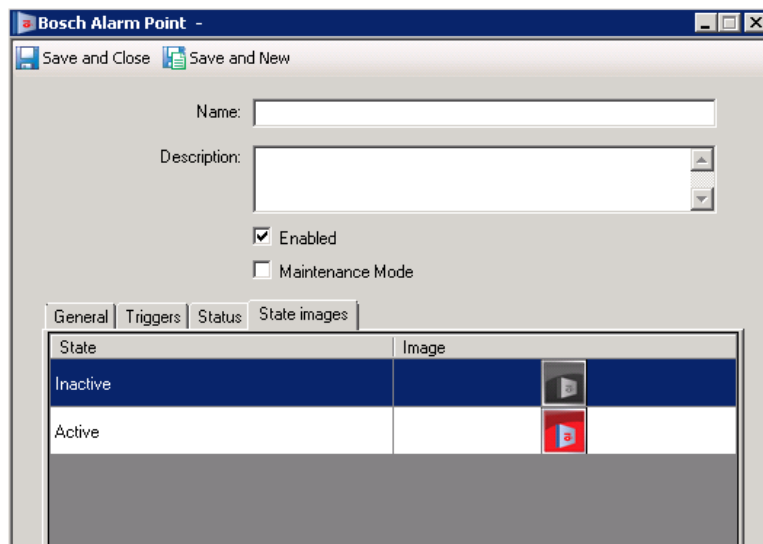 Bosch Alarm Point -
Save and Close Save and New
Name:
Description:
Enabled
Maintenance Mode
General Triggers Status State images
State Image
Inactive
Active